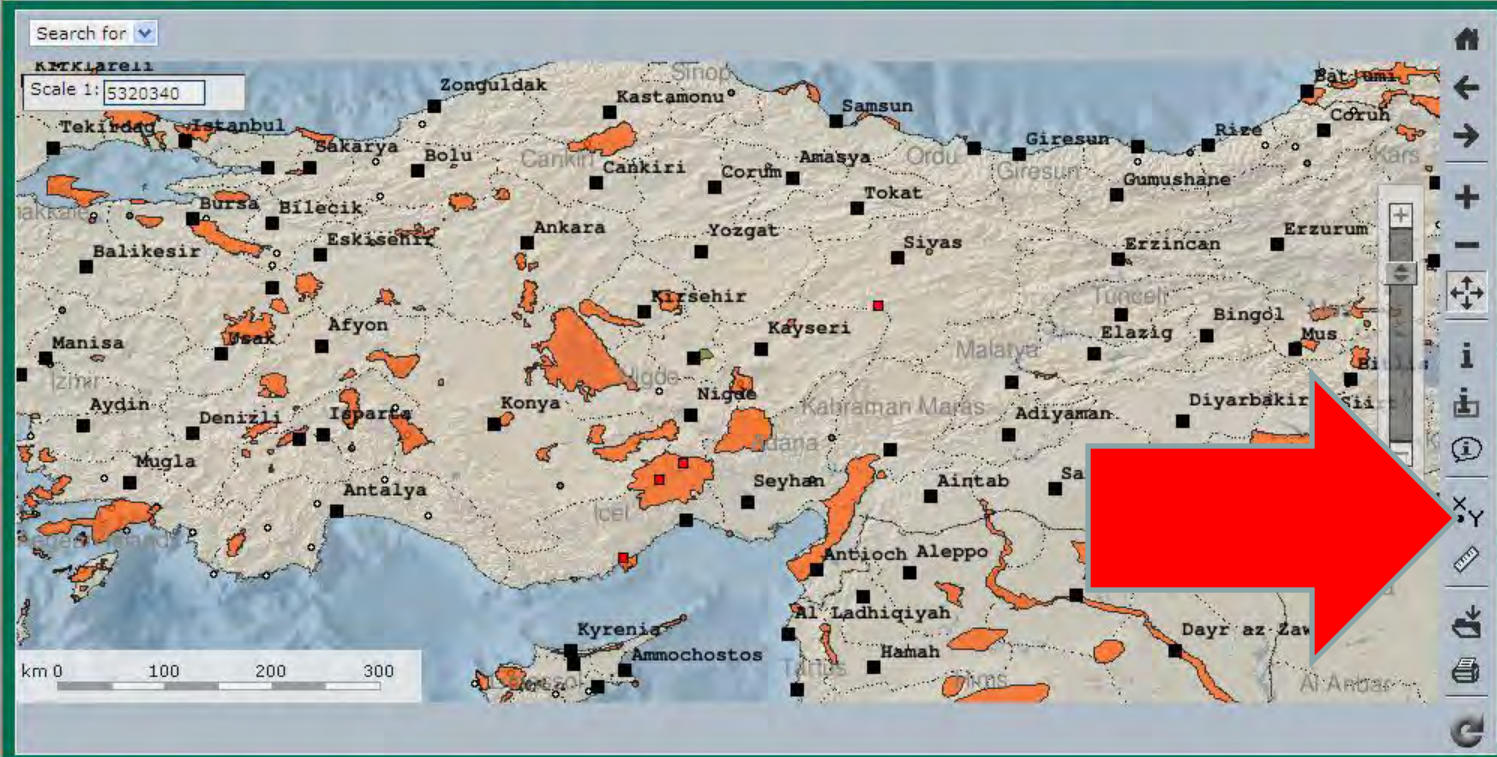 Search for
Kirklareli
Scale 1: 5320340
Sinop
Batumi
Zonguldak
Kastamonu
Samsun
Coruh
Tekirdag
Istanbul
Sakarya
Bolu
Cankiri
Cankiri
Corum
Amasya
Ordu
Giresun
Giresun
Rize
Kars
Tokat
Gumushane
Bursa
Bilecik
Eskisehir
Ankara
Yozgat
Sivas
Erzincan
Erzurum
Balikesir
Tunceli
Kirsehir
Kayseri
Elazig
Bingol
Mus
Manisa
Usak
Afyon
Malatya
Izmir
Nigde
Nigde
Aydin
Denizli
Isparta
Konya
Kahraman Maras
Adiyaman
Diyarbakir
Adana
Mugla
Antalya
Seyhan
Aintab
Sa
Icel
X Y
Antioch
Aleppo
Al Ladhiqiyah
Kyrenia
Ammochostos
Hamah
Dayr az Zaw
Tartus
Hims
Al Anbar
km 0 100 200 300